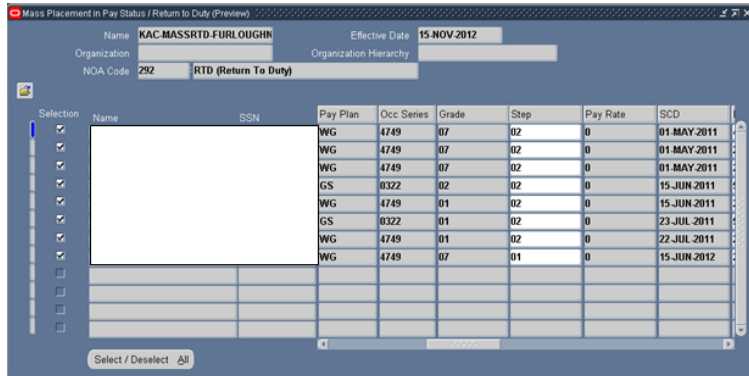 Mass Placement in Pay Status / Return to Duty (Preview)
Name KAC-MASSRTD-FURLOUGHN Effective Date 15-NOV-2012
Organization Organization Hierarchy
NOA Code 292 RTD (Return To Duty)
Selection Name SSN Pay Plan Occ Series Grade Step Pay Rate SCD
WG 4749 07 02 0 01-MAY-2011
WG 4749 07 02 0 01-MAY-2011
WG 4749 07 02 0 01-MAY-2011
GS 0322 02 02 0 15-JUN-2011
WG 4749 01 02 0 15-JUN-2011
GS 0322 01 02 0 23-JUL-2011
WG 4749 01 02 0 22-JUL-2011
WG 4749 07 01 0 15-JUN-2012
Select / Deselect All